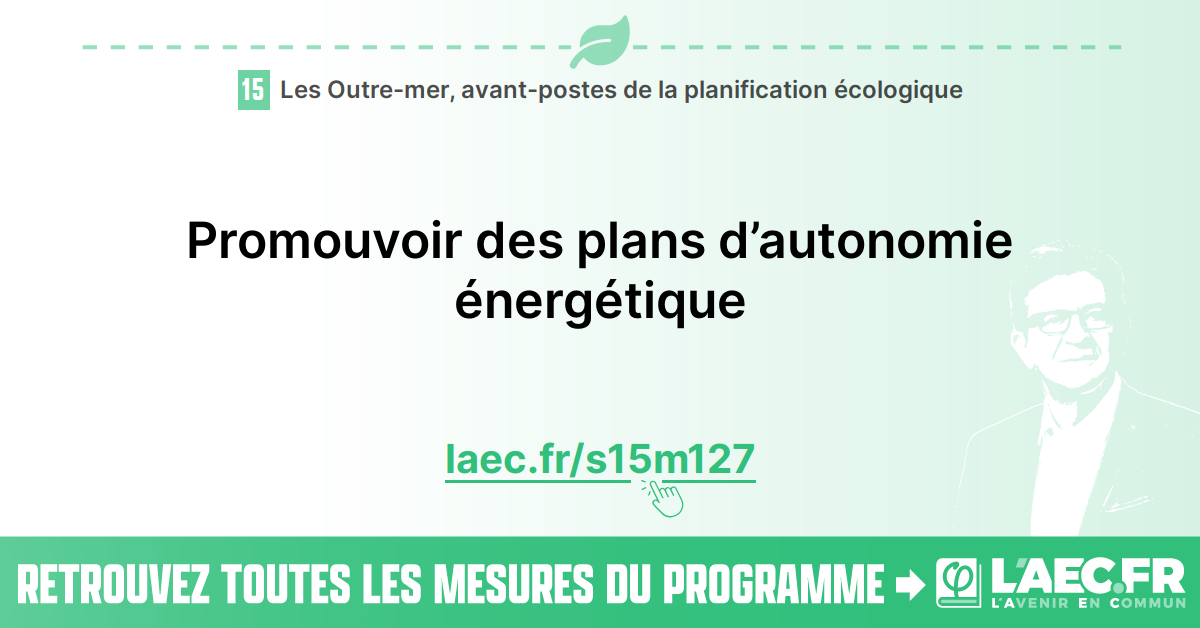 15 Les Outre-mer, avant-postes de la planification écologique
Promouvoir des plans d’autonomie
énergétique
laec.fr/s15m127
RETROUVEZ TOUTES LES MESURES DU PROGRAMME
φ L'AEC.FR
L'AVENIR EN COMMUN